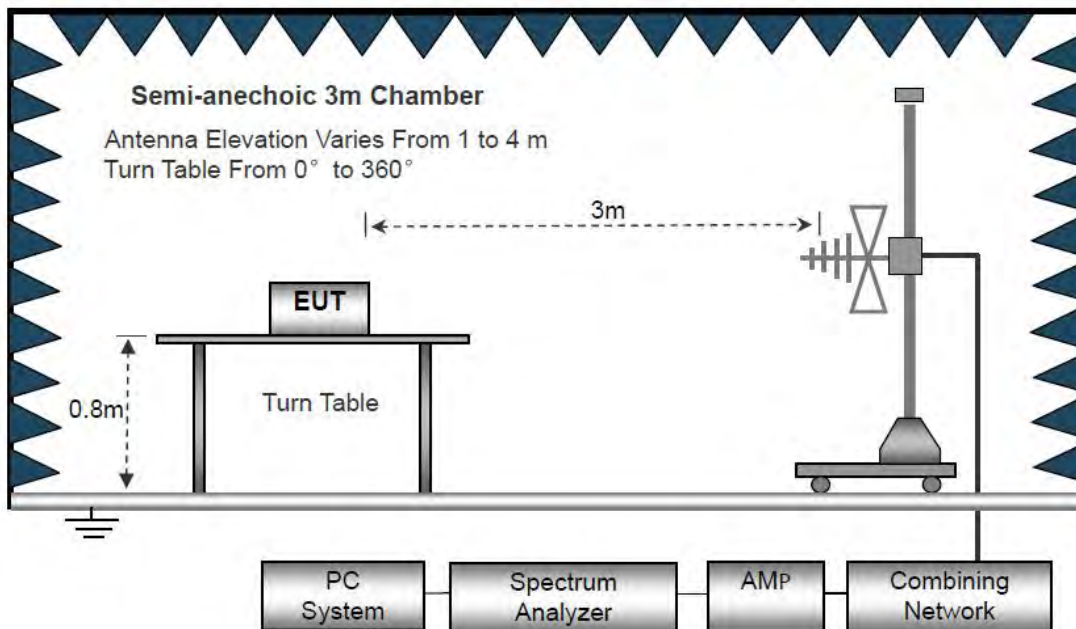 Semi-anechoic 3m Chamber
Antenna Elevation Varies From 1 to 4 m
Turn Table From 0° to 360°
3m
EUT
0.8m
Turn Table
PC
System
Spectrum
Analyzer
AMP
Combining
Network